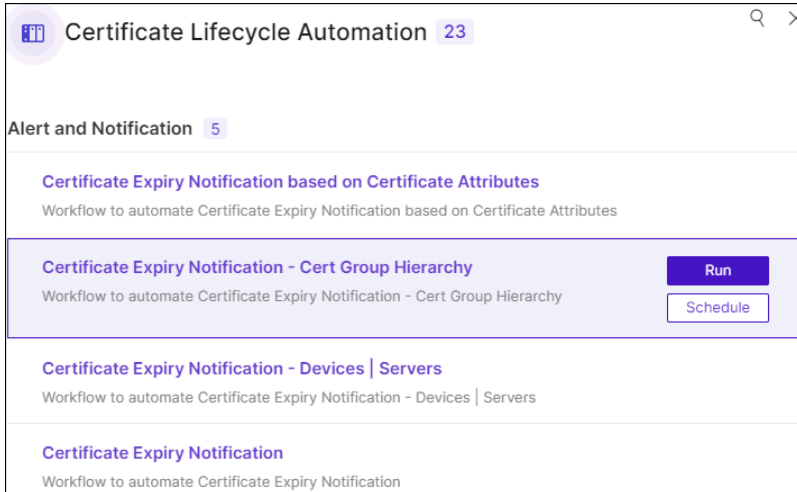 Certificate Lifecycle Automation 23
Alert and Notification 5
Certificate Expiry Notification based on Certificate Attributes
Workflow to automate Certificate Expiry Notification based on Certificate Attributes
Certificate Expiry Notification - Cert Group Hierarchy
Run
Workflow to automate Certificate Expiry Notification - Cert Group Hierarchy
Schedule
Certificate Expiry Notification - Devices | Servers
Workflow to automate Certificate Expiry Notification - Devices | Servers
Certificate Expiry Notification
Workflow to automate Certificate Expiry Notification